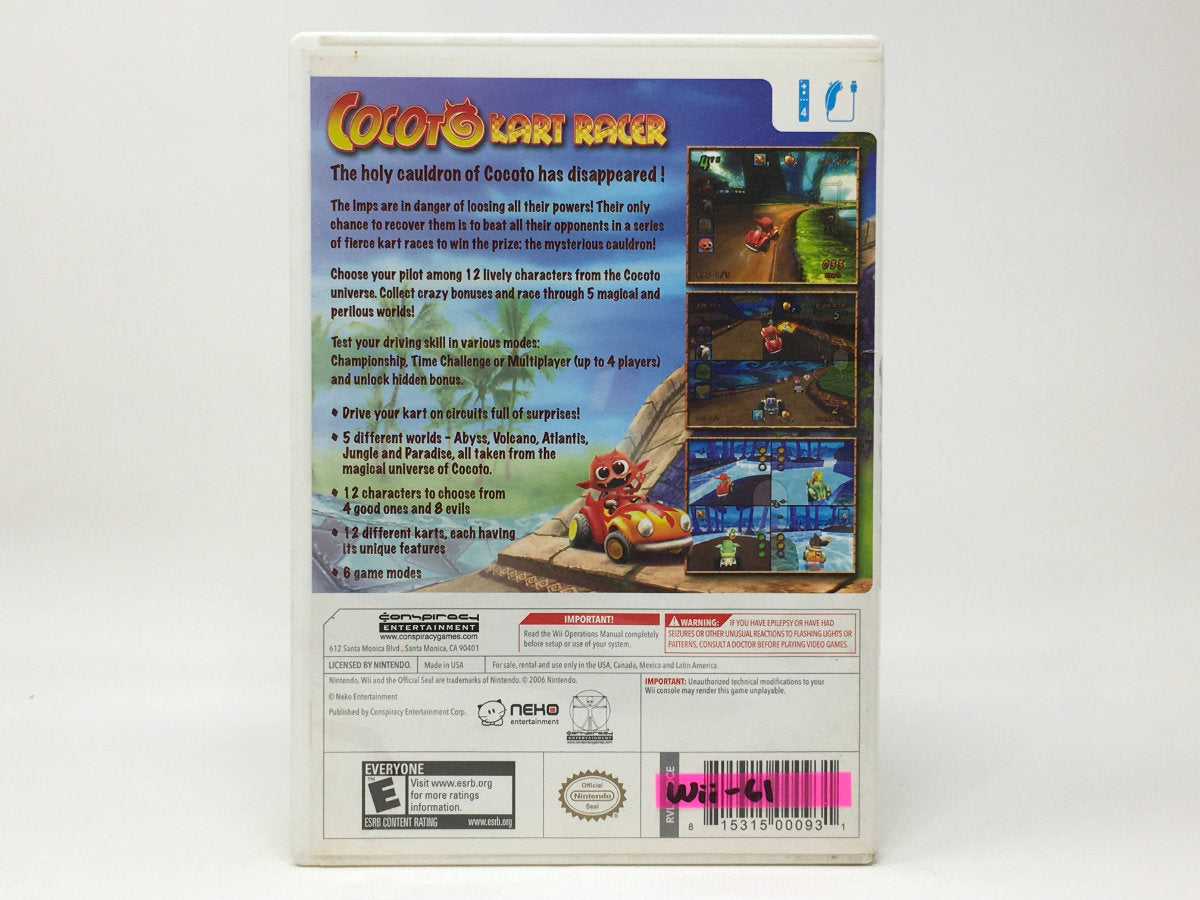 COCOTO KART RACER
4
The holy cauldron of Cocoto has disappeared !
The imps are in danger of loosing all their powers! Their only
chance to recover them is to beat all their opponents in a series
of fierce kart races to win the prize: the mysterious cauldron!
Choose your pilot among 12 lively characters from the Cocoto
universe. Collect crazy bonuses and race through 5 magical and
perilous worlds!
Test your driving skill in various modes:
Championship, Time Challenge or Multiplayer (up to 4 players)
and unlock hidden bonus.
• Drive your kart on circuits full of surprises!
• 5 different worlds - Abyss, Volcano, Atlantis,
Jungle and Paradise, all taken from the
magical universe of Cocoto.
• 12 characters to choose from
4 good ones and 8 evils
• 12 different karts, each having
its unique features
• 6 game modes
conspiracy
ENTERTAINMENT
www.conspiracygames.com
612 Santa Monica Blvd., Santa Monica, CA 90401
IMPORTANT!
Read the Wii Operations Manual completely
before setup or use of your system.
WARNING: IF YOU HAVE EPILEPSY OR HAVE HAD
SEIZURES OR OTHER UNUSUAL REACTIONS TO FLASHING LIGHTS OR
PATTERNS, CONSULT A DOCTOR BEFORE PLAYING VIDEO GAMES.
LICENSED BY NINTENDO. Made in USA For sale, rental and use only in the USA, Canada, Mexico and Latin America.
Nintendo, Wii and the Official Seal are trademarks of Nintendo. © 2006 Nintendo.
© Neko Entertainment
Published by Conspiracy Entertainment Corp.
NEKO
entertainment
conspiracy
ENTERTAINMENT
www.conspiracygames.com
IMPORTANT: Unauthorized technical modifications to your
Wii console may render this game unplayable.
EVERYONE
E
TM
Visit www.esrb.org
for more ratings
information.
ESRB CONTENT RATING www.esrb.org
Official
Nintendo
Seal
Wii-61
8 15315 00093 1